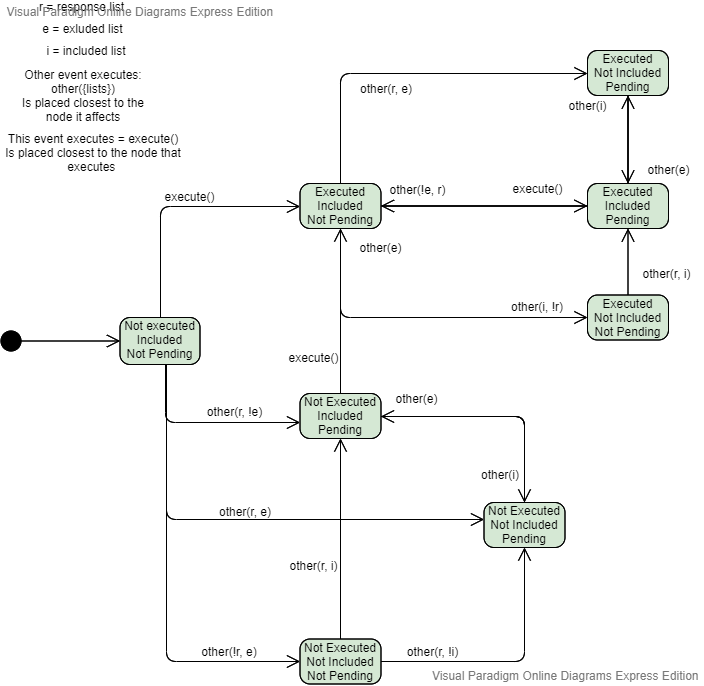 r = response list
Visual Paradigm Online Diagrams Express Edition
e = exluded list
i = included list
Other event executes:
other({lists})
Is placed closest to the
node it affects
This event executes = execute()
Is placed closest to the node that
executes
Executed
Not Included
Pending
other(r, e)
other(i)
other(e)
execute()
Executed
Included
Not Pending
other(!e, r)
execute()
Executed
Included
Pending
other(e)
other(r, i)
other(i, !r)
Executed
Not Included
Not Pending
Not executed
Included
Not Pending
execute()
other(r, !e)
Not Executed
Included
Pending
other(e)
other(i)
other(r, e)
Not Executed
Not Included
Pending
other(r, i)
other(!r, e)
Not Executed
Not Included
Not Pending
other(r, !i)
Visual Paradigm Online Diagrams Express Edition